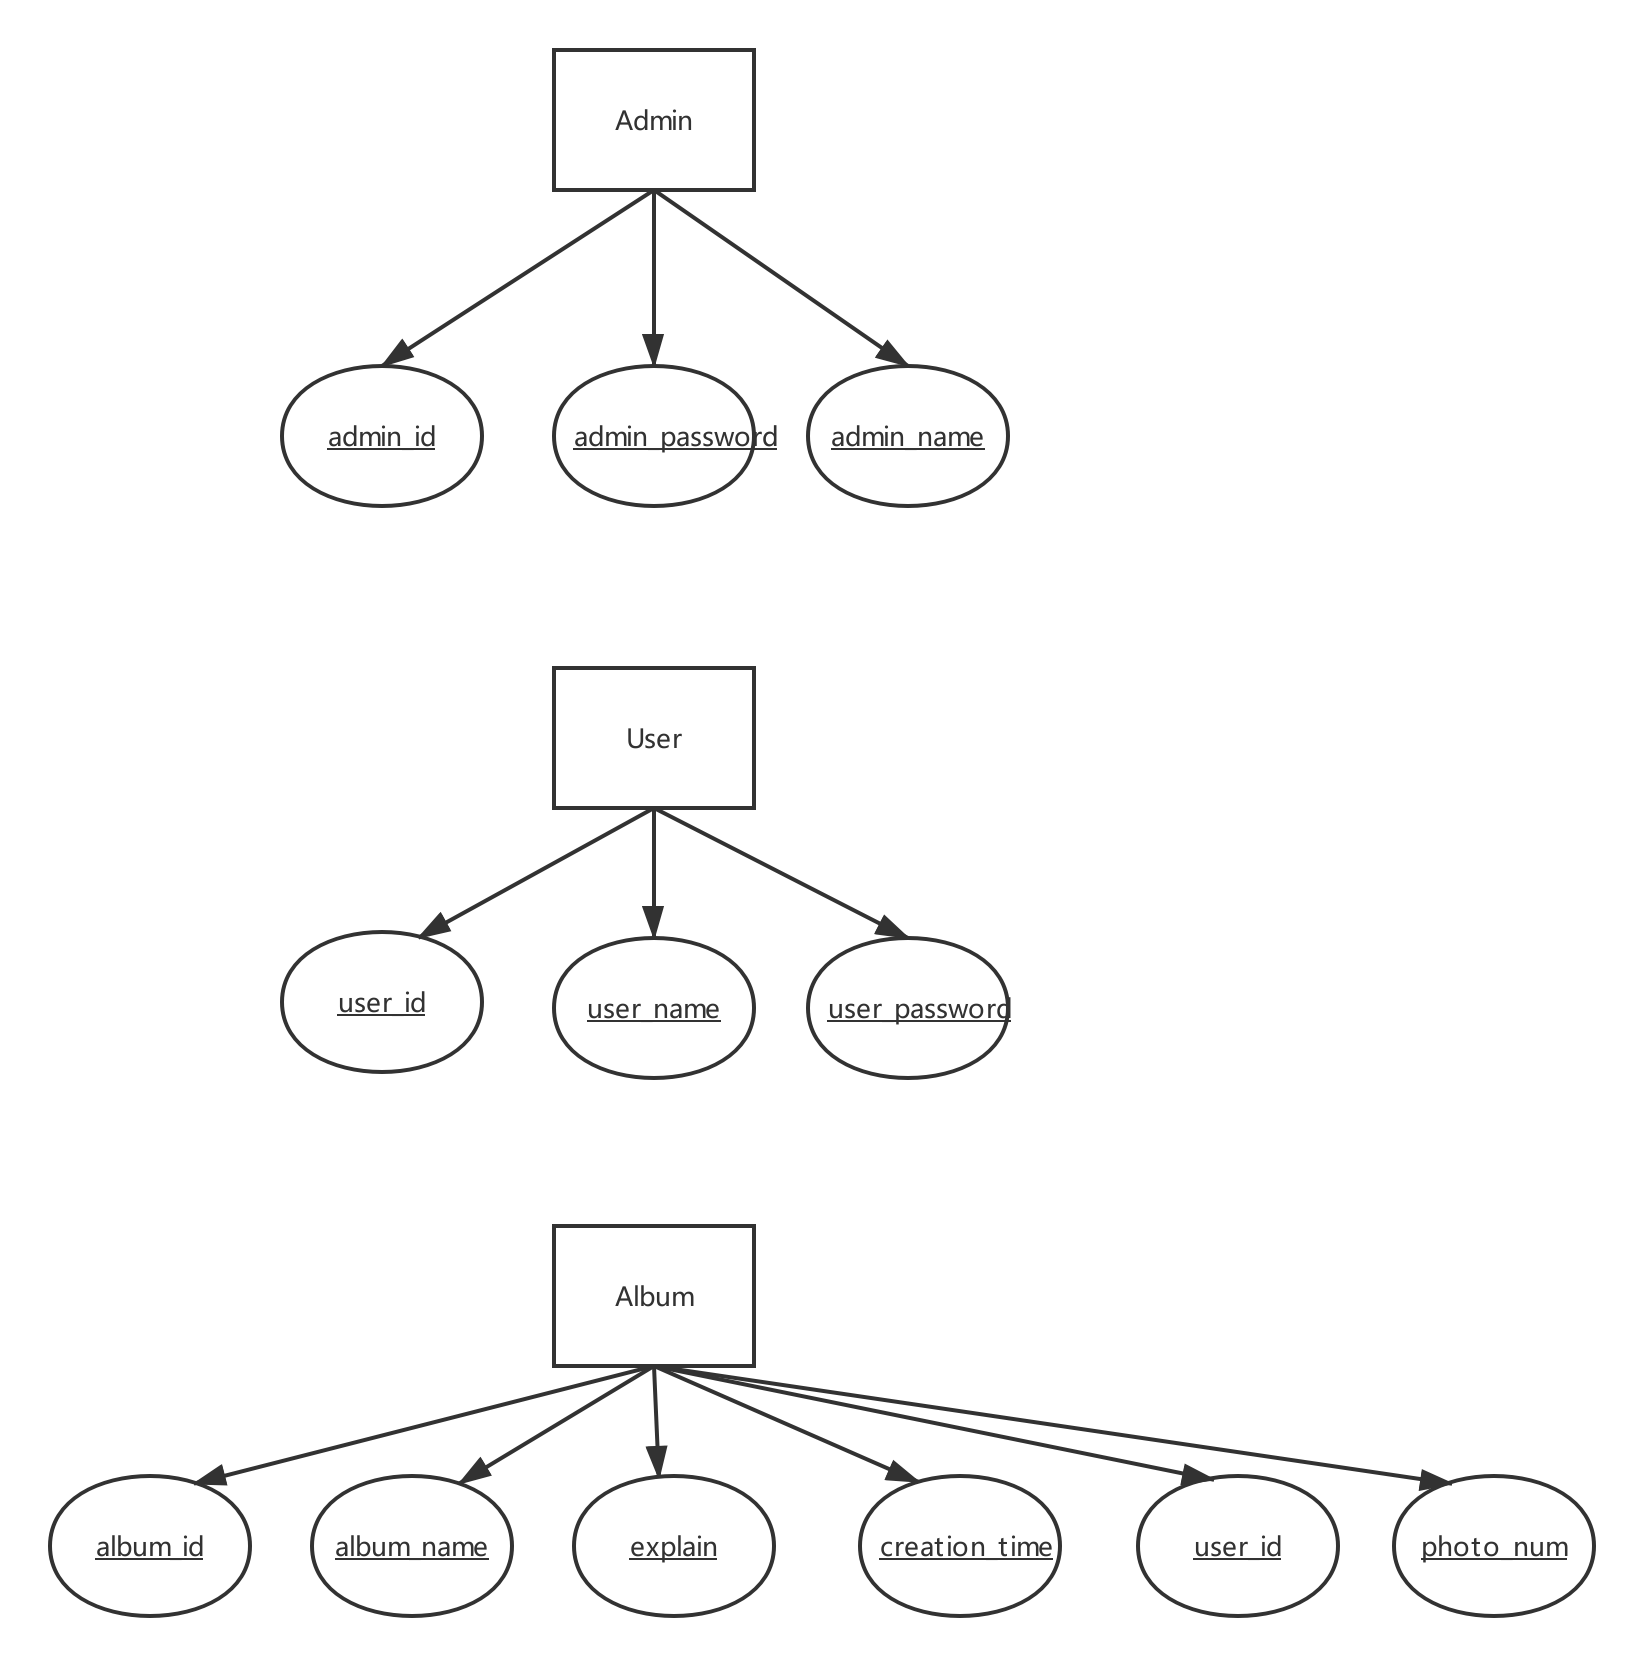 Admin
admin_id
admin_password
admin_name
User
user_id
user_name
user_password
Album
album_id
album_name
explain
creation_time
user_id
photo_num